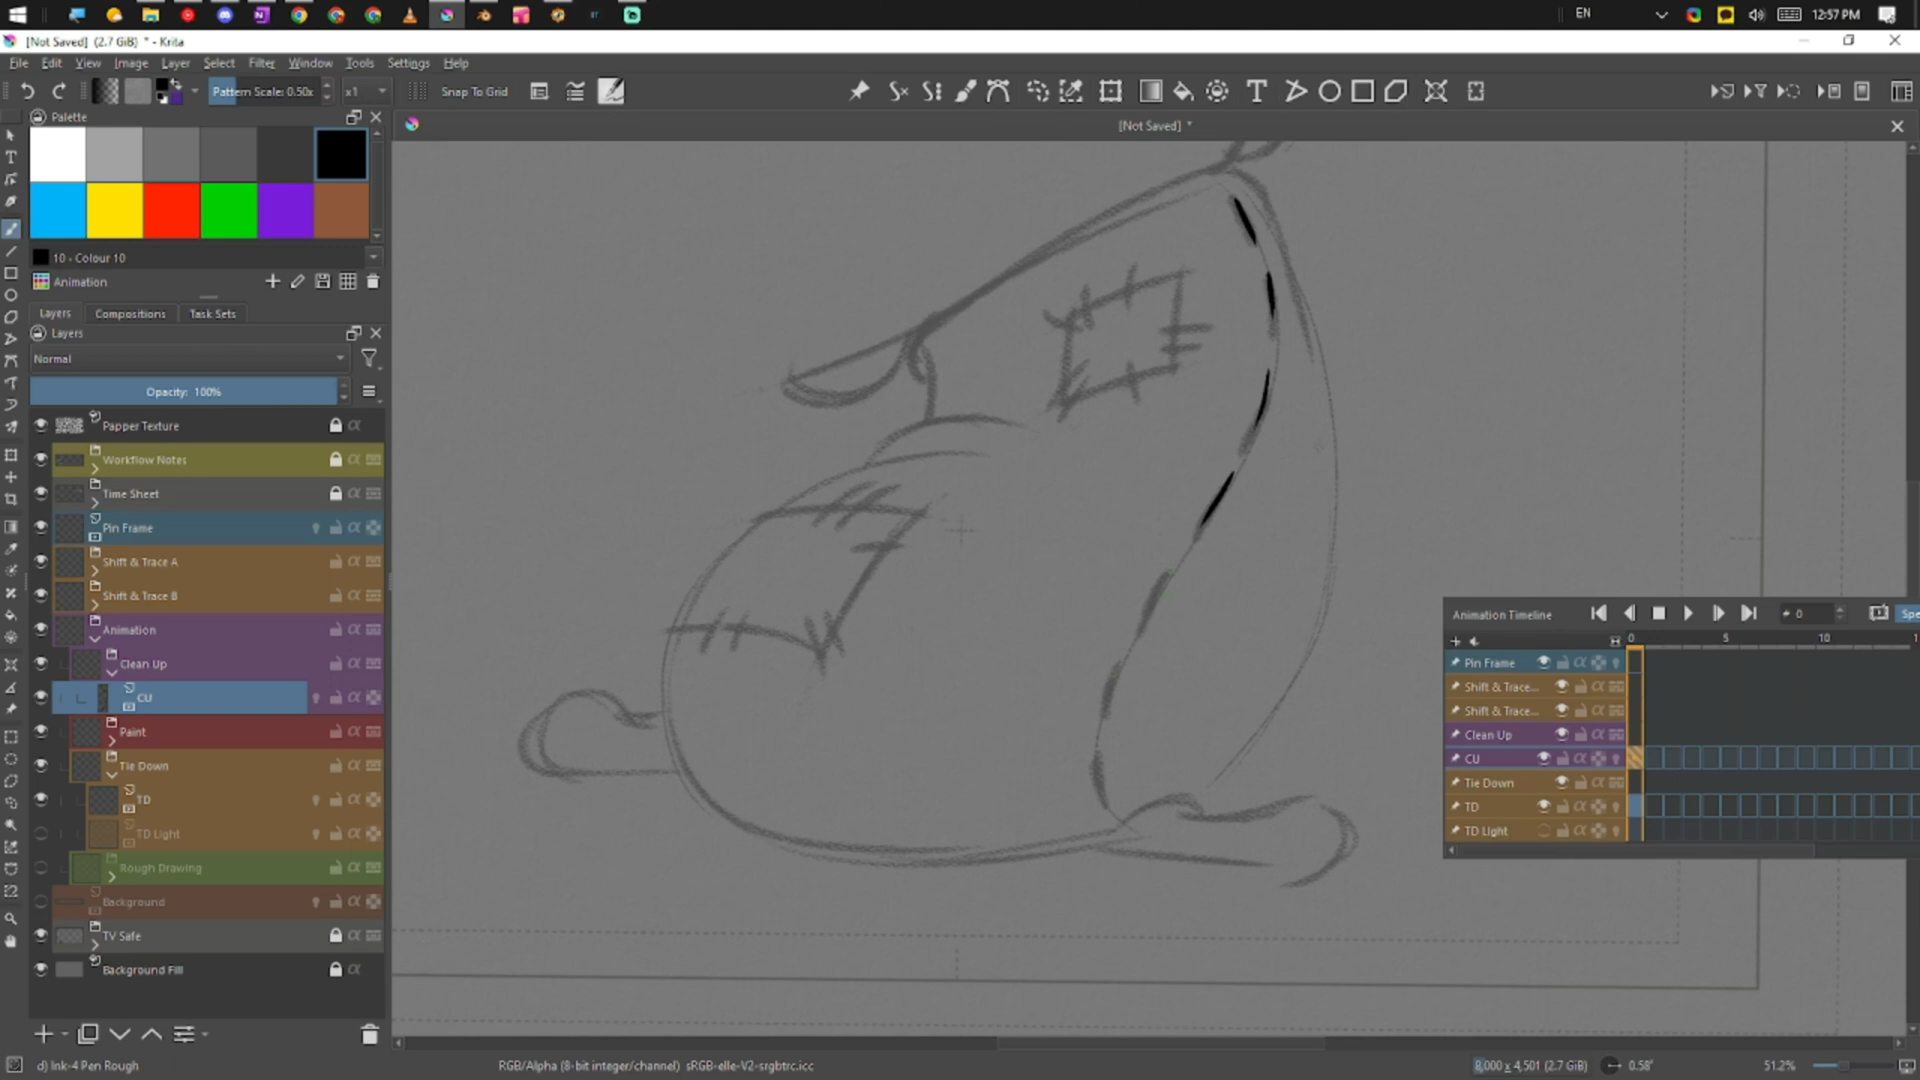 EN
12:57 PM
[Not Saved] (2.7 GiB) * - Krita
File Edit View Image Layer Select Filter Window Tools Settings Help
Pattern Scale: 0.50x
x1
Snap To Grid
Palette
[Not Saved] *
10 - Colour 10
Animation
Layers Compositions Task Sets
Layers
Normal
Opacity: 100%
Papper Texture
Workflow Notes
Time Sheet
Pin Frame
Shift & Trace A
Shift & Trace B
Animation
Clean Up
CU
Paint
Tie Down
TD
TD Light
Rough Drawing
Background
TV Safe
Background Fill
Animation Timeline
0
Spe
0 5 10 1
Pin Frame
Shift & Trace...
Shift & Trace...
Clean Up
CU
Tie Down
TD
TD Light
d) Ink-4 Pen Rough
RGB/Alpha (8-bit integer/channel) sRGB-elle-V2-srgbtrc.icc
8,000 x 4,501 (2.7 GiB)
0.58°
51.2%